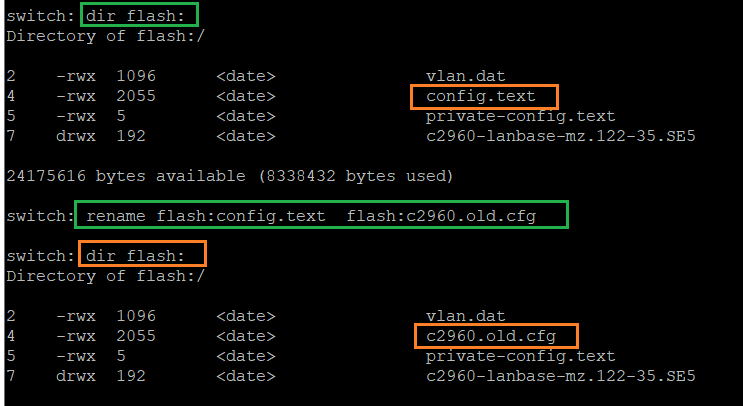 switch: dir flash:
Directory of flash:/
2 -rwx 1096 <date> vlan.dat
4 -rwx 2055 <date> config.text
5 -rwx 5 <date> private-config.text
7 drwx 192 <date> c2960-lanbase-mz.122-35.SE5
24175616 bytes available (8338432 bytes used)
switch: rename flash:config.text flash:c2960.old.cfg
switch: dir flash:
Directory of flash:/
2 -rwx 1096 <date> vlan.dat
4 -rwx 2055 <date> c2960.old.cfg
5 -rwx 5 <date> private-config.text
7 drwx 192 <date> c2960-lanbase-mz.122-35.SE5